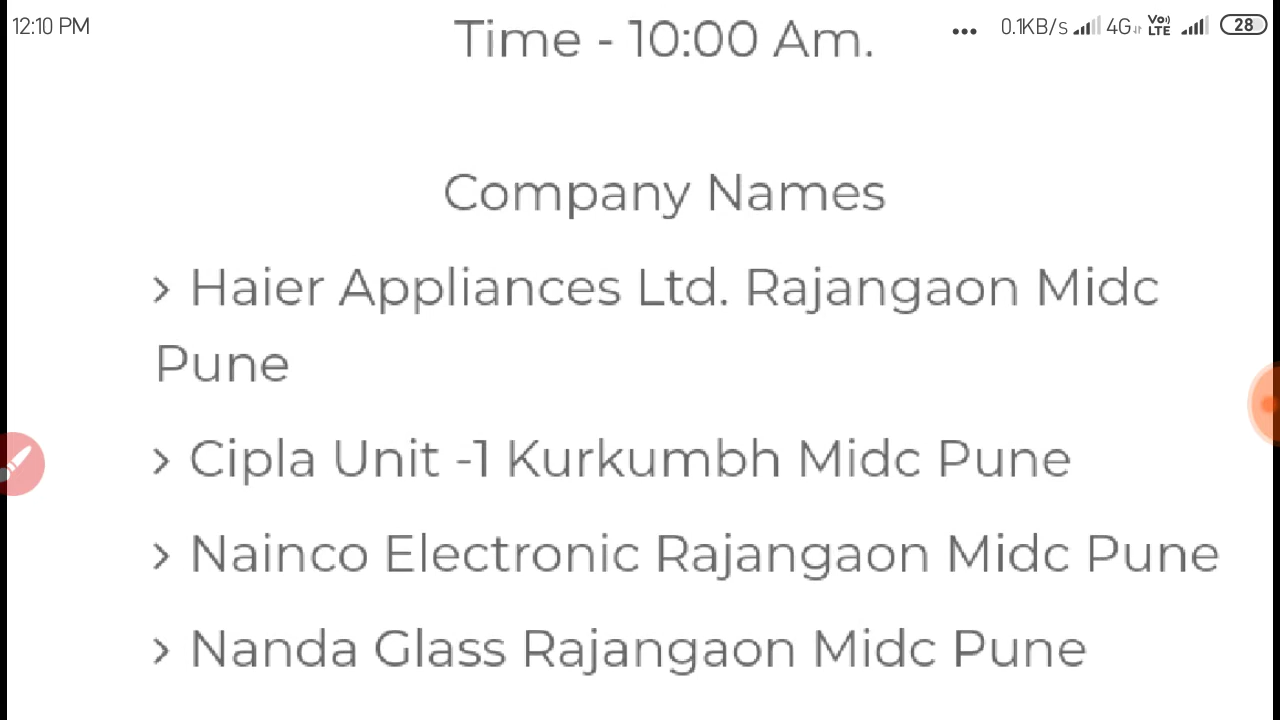 12:10 PM ... 0.1KB/s 4G Vo) LTE 28
Time - 10:00 Am.
Company Names
> Haier Appliances Ltd. Rajangaon Midc
Pune
> Cipla Unit -1 Kurkumbh Midc Pune
> Nainco Electronic Rajangaon Midc Pune
> Nanda Glass Rajangaon Midc Pune